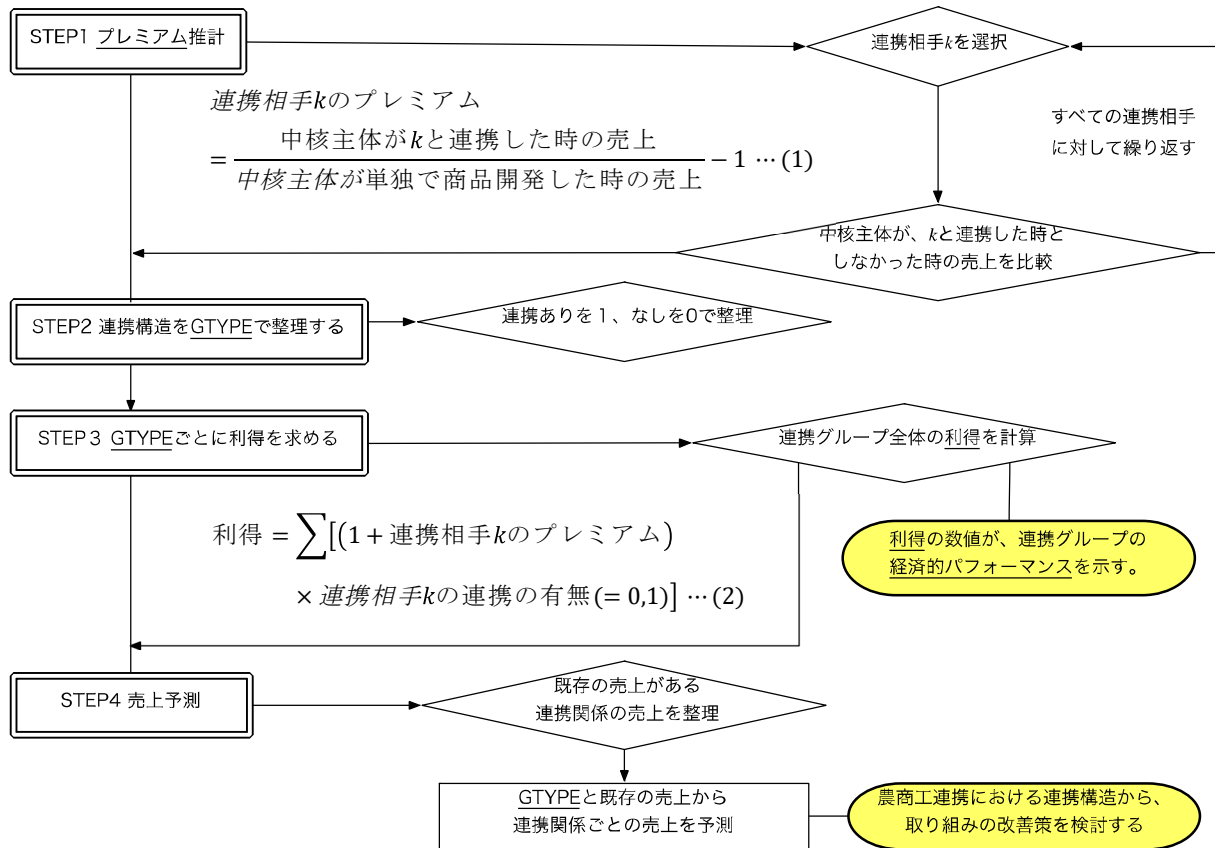 STEP1 プレミアム推計
連携相手kを選択
連携相手kのプレミアム
= 中核主体がkと連携した時の売上
中核主体が単独で商品開発した時の売上
− 1 ⋯ (1)
すべての連携相手
に対して繰り返す
中核主体が、kと連携した時と
しなかった時の売上を比較
STEP2 連携構造をGTYPEで整理する
連携ありを１、なしを0で整理
STEP３ GTYPEごとに利得を求める
連携グループ全体の利得を計算
利得 = ∑[(1 + 連携相手kのプレミアム)
× 連携相手kの連携の有無(= 0,1)] ⋯ (2)
利得の数値が、連携グループの
経済的パフォーマンスを示す。
STEP4 売上予測
既存の売上がある
連携関係の売上を整理
GTYPEと既存の売上から
連携関係ごとの売上を予測
農商工連携における連携構造から、
取り組みの改善策を検討する